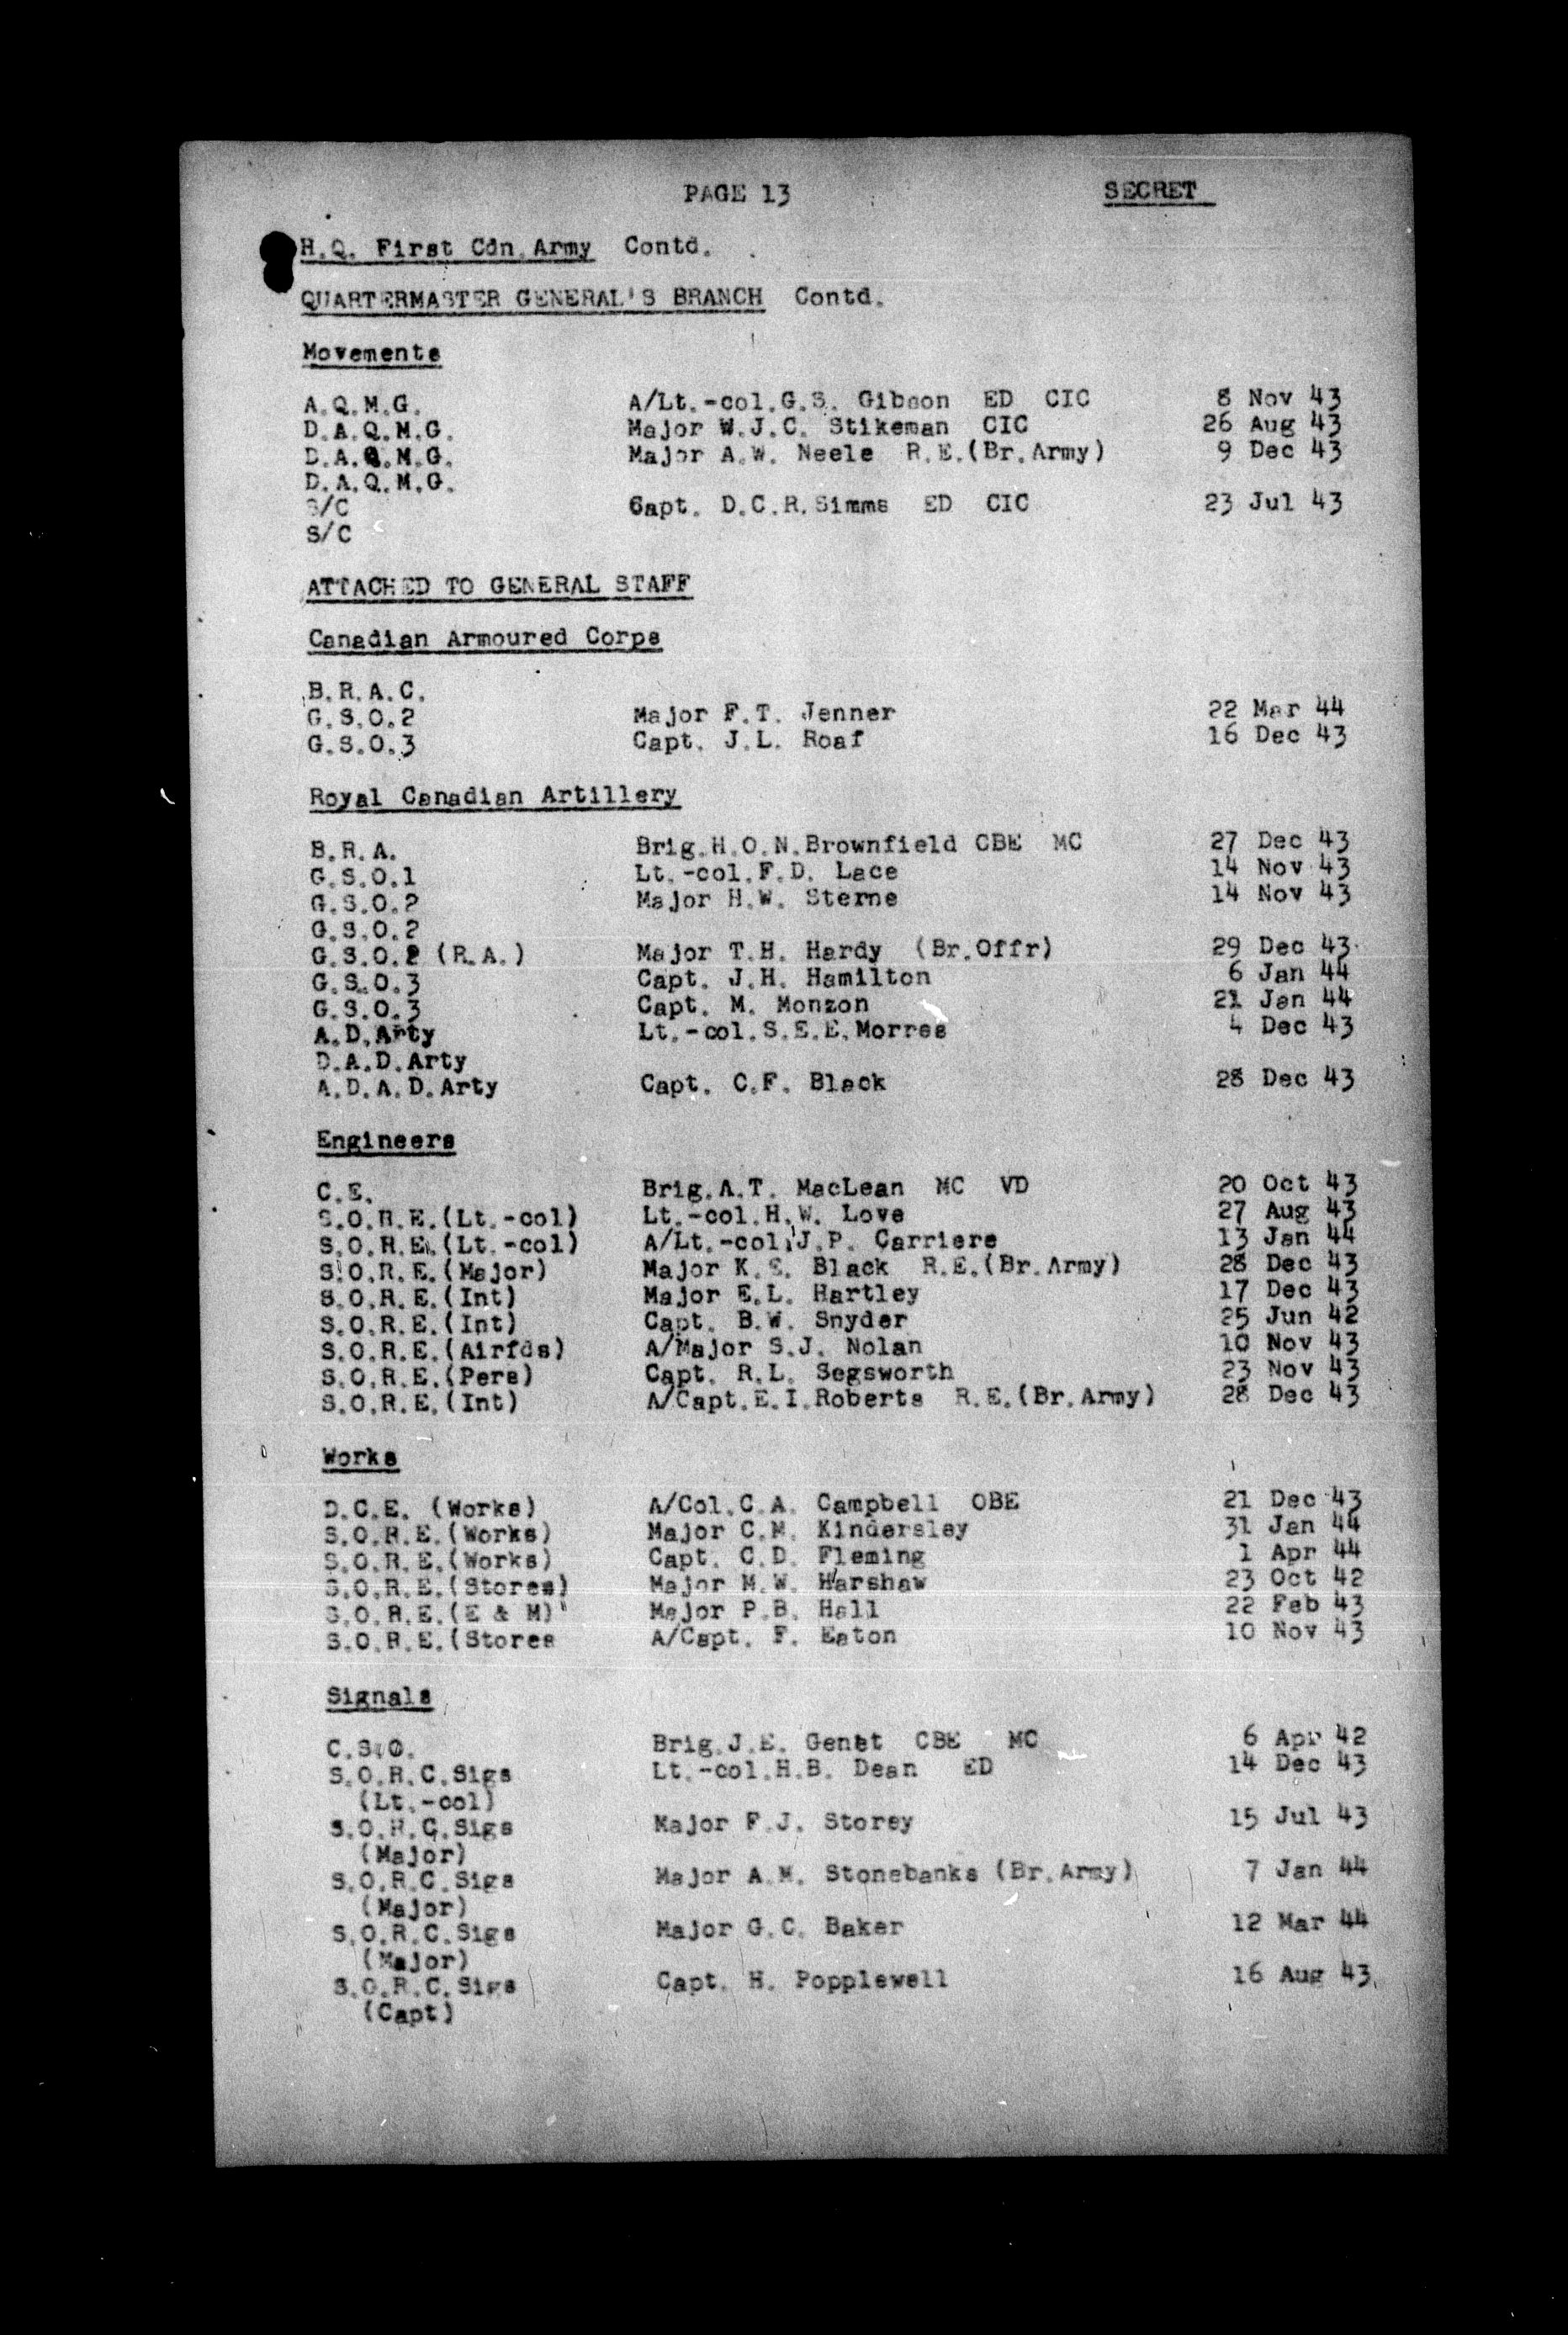 PAGE 13 SECRET
H.Q. First Cdn.Army Contd.
QUARTERMASTER GENERAL'S BRANCH Contd.
Movements
A.Q.M.G. A/Lt.-col.G.S. Gibson ED CIC 8 Nov 43
D.A.Q.M.G. Major W.J.C. Stikeman CIC 26 Aug 43
D.A.Q.M.G. Major A.W. Neele R.E.(Br.Army) 9 Dec 43
D.A.Q.M.G.
S/C Capt. D.C.R.Simms ED CIC 23 Jul 43
S/C
ATTACHED TO GENERAL STAFF
Canadian Armoured Corps
B.R.A.C.
G.S.O.2 Major F.T. Jenner 22 Mar 44
G.S.O.3 Capt. J.L. Roaf 16 Dec 43
Royal Canadian Artillery
B.R.A. Brig.H.O.N.Brownfield CBE MC 27 Dec 43
G.S.O.1 Lt.-col.F.D. Lace 14 Nov 43
G.S.O.2 Major H.W. Sterne 14 Nov 43
G.S.O.2
G.S.O.2 (R.A.) Major T.H. Hardy (Br.Offr) 29 Dec 43
G.S.O.3 Capt. J.H. Hamilton 6 Jan 44
G.S.O.3 Capt. M. Monzon 21 Jan 44
A.D.Arty Lt.-col.S.E.E.Morres 4 Dec 43
D.A.D.Arty
A.D.A.D.Arty Capt. C.F. Black 28 Dec 43
Engineers
C.E. Brig.A.T. MacLean MC VD 20 Oct 43
S.O.R.E.(Lt.-col) Lt.-col.H.W. Love 27 Aug 43
S.O.R.E.(Lt.-col) A/Lt.-col.J.P. Carriere 13 Jan 44
S.O.R.E.(Major) Major K.S. Black R.E.(Br.Army) 28 Dec 43
S.O.R.E.(Int) Major E.L. Hartley 17 Dec 43
S.O.R.E.(Int) Capt. B.W. Snyder 25 Jun 42
S.O.R.E.(Airfds) A/Major S.J. Nolan 10 Nov 43
S.O.R.E.(Pers) Capt. R.L. Segsworth 23 Nov 43
S.O.R.E.(Int) A/Capt.E.I.Roberts R.E.(Br.Army) 28 Dec 43
Works
D.C.E. (Works) A/Col.C.A. Campbell OBE 21 Dec 43
S.O.R.E.(Works) Major C.M. Kindersley 31 Jan 44
S.O.R.E.(Works) Capt. C.D. Fleming 1 Apr 44
S.O.R.E.(Stores) Major M.W. Harshaw 23 Oct 42
S.O.R.E.(E & M) Major P.B. Hall 22 Feb 43
S.O.R.E.(Stores A/Capt. F. Eaton 10 Nov 43
Signals
C.S.O. Brig.J.E. Genet CBE MC 6 Apr 42
S.O.R.C.Sigs Lt.-col.H.B. Dean ED 14 Dec 43
(Lt.-col)
S.O.R.C.Sigs Major F.J. Storey 15 Jul 43
(Major)
S.O.R.C.Sigs Major A.M. Stonebanks (Br.Army) 7 Jan 44
(Major)
S.O.R.C.Sigs Major G.C. Baker 12 Mar 44
(Major)
S.O.R.C.Sigs Capt. H. Popplewell 16 Aug 43
(Capt)